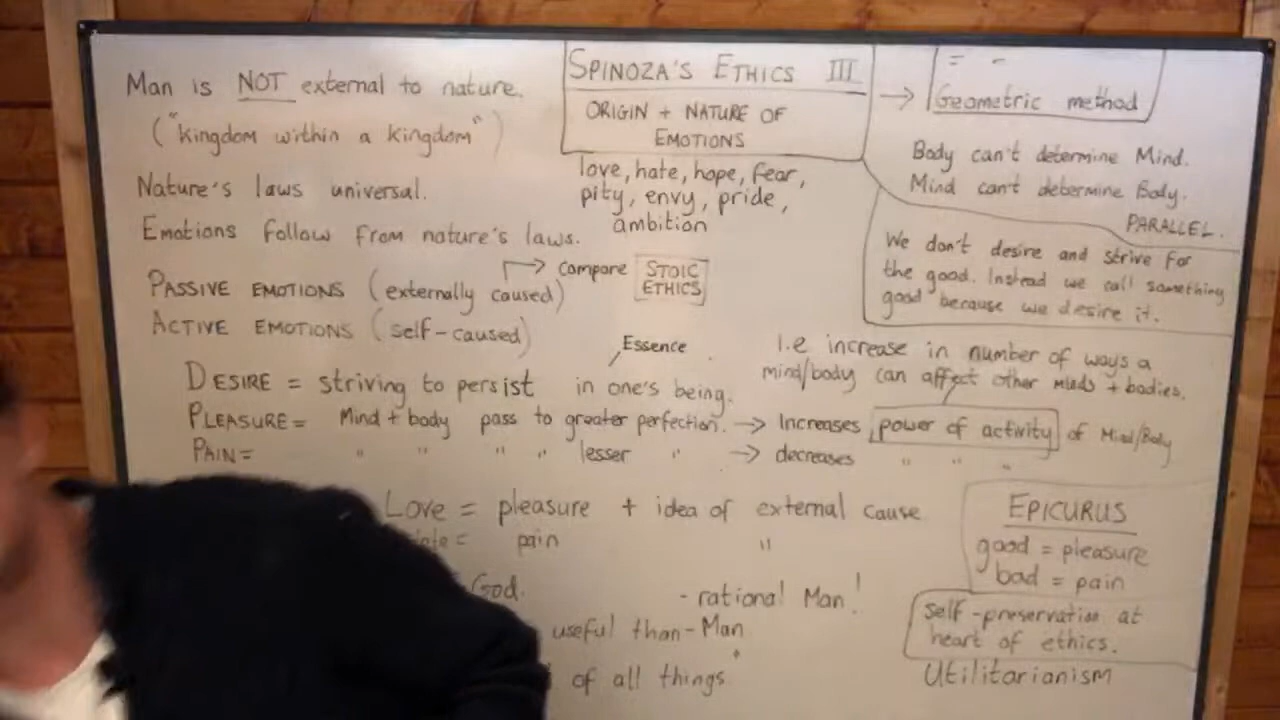 Man is NOT external to nature.
("kingdom within a kingdom")
Nature's laws universal.
Emotions follow from nature's laws.
SPINOZA'S ETHICS III
ORIGIN + NATURE OF
EMOTIONS
love, hate, hope, fear,
pity, envy, pride,
ambition
→ Geometric method
Body can't determine Mind.
Mind can't determine Body.
PARALLEL.
We don't desire and strive for
the good. Instead we call something
good because we desire it.
→ Compare STOIC
ETHICS
PASSIVE EMOTIONS (externally caused)
ACTIVE EMOTIONS (self-caused)
Essence
DESIRE = striving to persist in one's being.
i.e increase in number of ways a
mind/body can affect other minds + bodies.
PLEASURE = Mind + body pass to greater perfection. → Increases power of activity of Mind/Body
PAIN = " " " " lesser " → decreases " " "
Love = pleasure + idea of external cause
= pain "
God.
- rational Man!
useful than - Man
of all things
EPICURUS
good = pleasure
bad = pain
self-preservation at
heart of ethics.
Utilitarianism